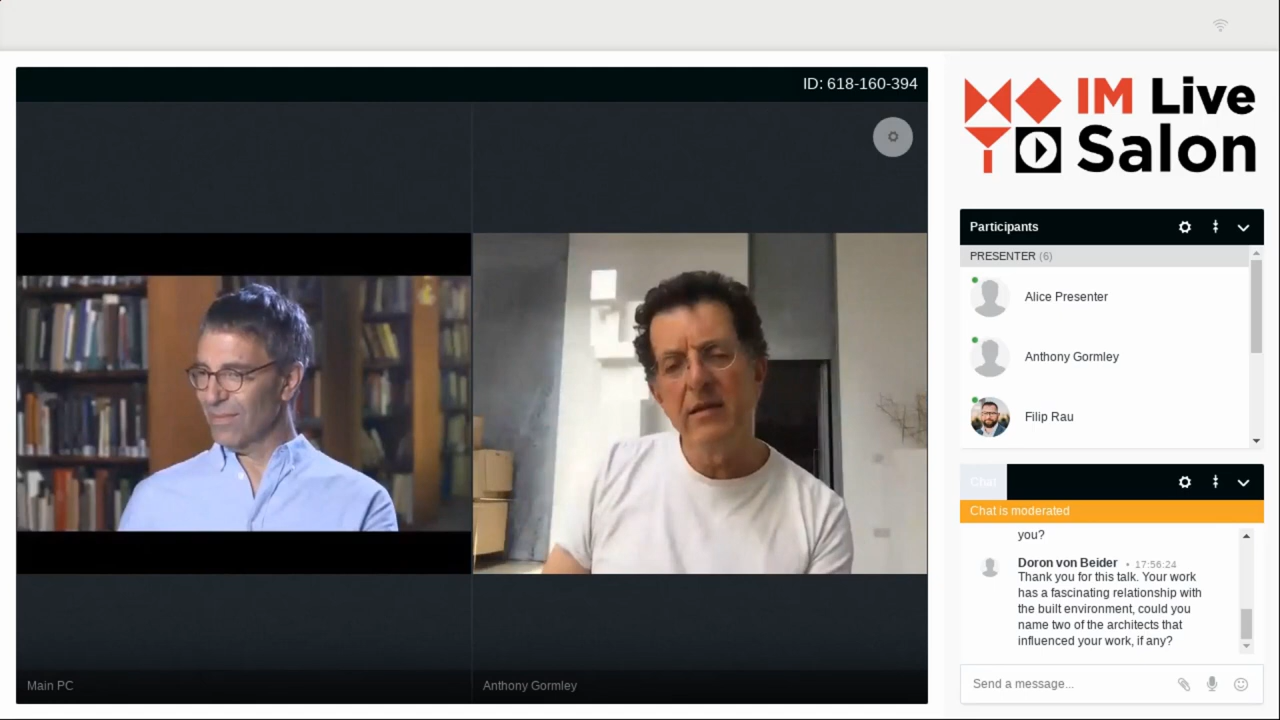 ID: 618-160-394
Main PC
Anthony Gormley
IM Live
Salon
Participants
PRESENTER (6)
Alice Presenter
Anthony Gormley
Filip Rau
Chat
Chat is moderated
you?
Doron von Beider • 17:56:24
Thank you for this talk. Your work
has a fascinating relationship with
the built environment, could you
name two of the architects that
influenced your work, if any?
Send a message...